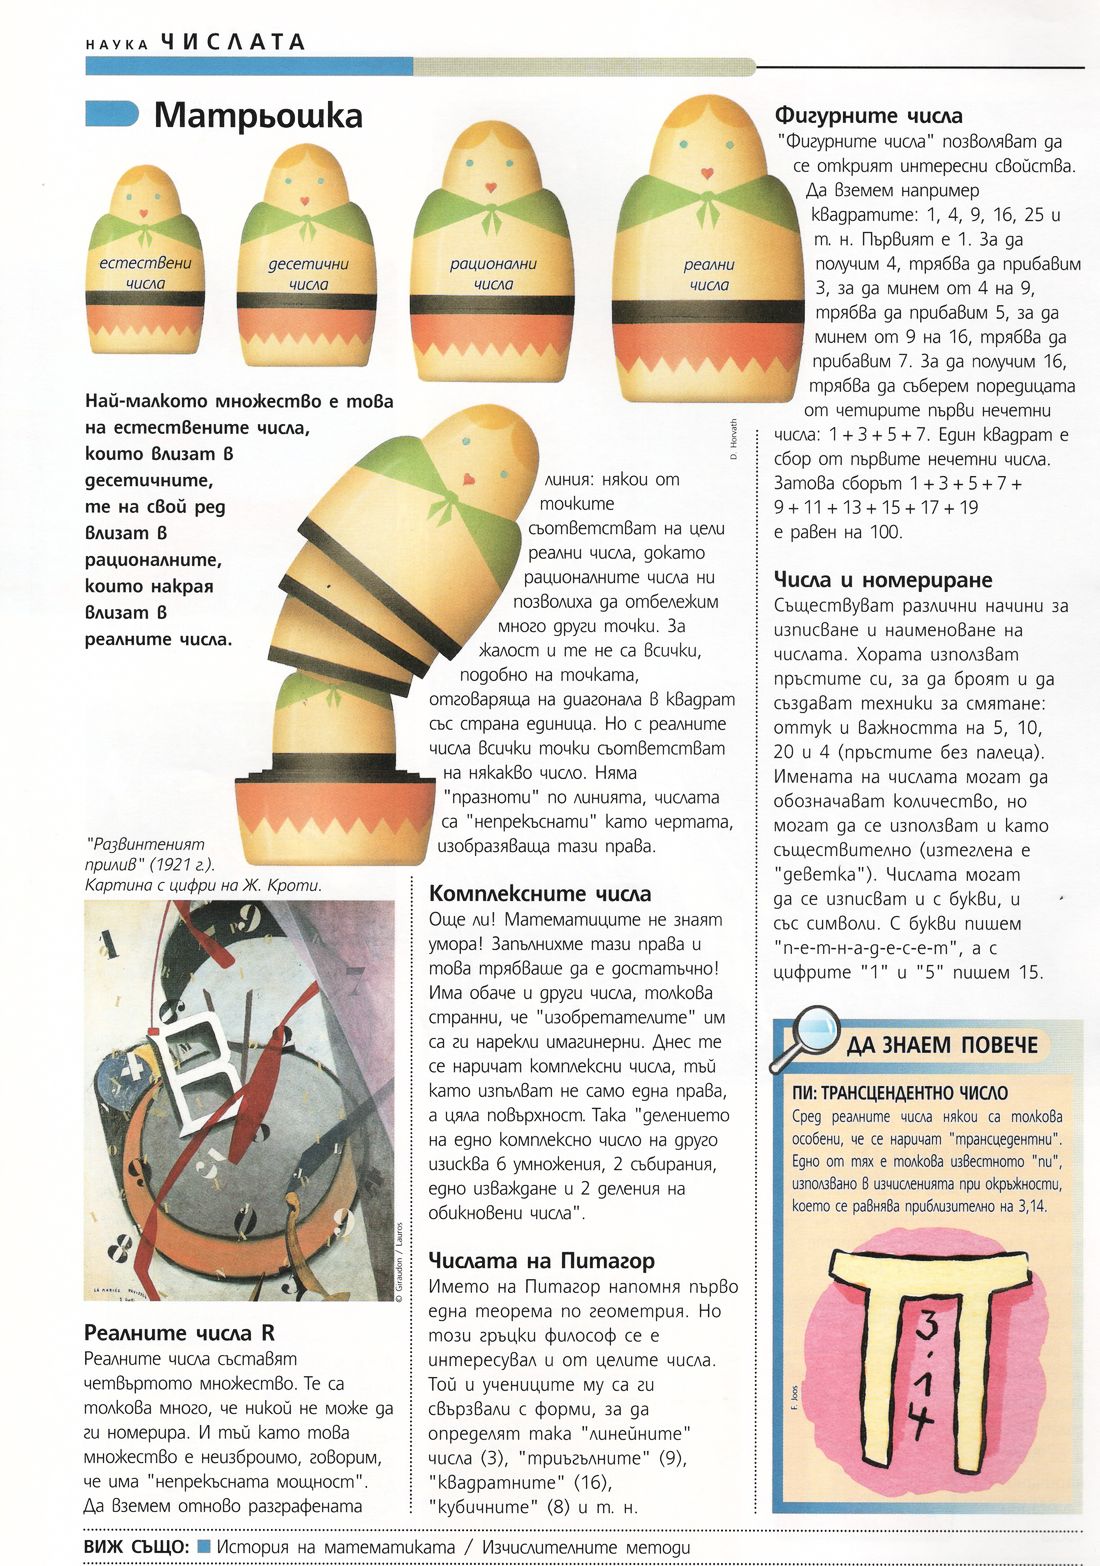 НАУКА ЧИСЛАТА
Матрьошка
естествени
числа
десетични
числа
рационални
числа
реални
числа
Най-малкото множество е това
на естествените числа,
които влизат в
десетичните,
те на свой ред
влизат в
рационалните,
които накрая
влизат в
реалните числа.
D. Horvath
"Развинтеният
прилив" (1921 г.).
Картина с цифри на Ж. Кроти.
© Giraudon / Lauros
Реалните числа R
Реалните числа съставят
четвъртото множество. Те са
толкова много, че никой не може да
ги номерира. И тъй като това
множество е неизброимо, говорим,
че има "непрекъсната мощност".
Да вземем отново разграфената
линия: някои от
точките
съответстват на цели
реални числа, докато
рационалните числа ни
позволиха да отбележим
много други точки. За
жалост и те не са всички,
подобно на точката,
отговаряща на диагонала в квадрат
със страна единица. Но с реалните
числа всички точки съответстват
на някакво число. Няма
"празноти" по линията, числата
са "непрекъснати" като чертата,
изобразяваща тази права.
Комплексните числа
Още ли! Математиците не знаят
умора! Запълнихме тази права и
това трябваше да е достатъчно!
Има обаче и други числа, толкова
странни, че "изобретателите" им
са ги нарекли имагинерни. Днес те
се наричат комплексни числа, тъй
като изпълват не само една права,
а цяла повърхност. Така "делението
на едно комплексно число на друго
изисква 6 умножения, 2 събирания,
едно изваждане и 2 деления на
обикновени числа".
Числата на Питагор
Името на Питагор напомня първо
една теорема по геометрия. Но
този гръцки философ се е
интересувал и от целите числа.
Той и учениците му са ги
свързвали с форми, за да
определят така "линейните"
числа (3), "триъгълните" (9),
"квадратните" (16),
"кубичните" (8) и т. н.
Фигурните числа
"Фигурните числа" позволяват да
се открият интересни свойства.
Да вземем например
квадратите: 1, 4, 9, 16, 25 и
т. н. Първият е 1. За да
получим 4, трябва да прибавим
3, за да минем от 4 на 9,
трябва да прибавим 5, за да
минем от 9 на 16, трябва да
прибавим 7. За да получим 16,
трябва да съберем поредицата
от четирите първи нечетни
числа: 1 + 3 + 5 + 7. Един квадрат е
сбор от първите нечетни числа.
Затова сборът 1 + 3 + 5 + 7 +
9 + 11 + 13 + 15 + 17 + 19
е равен на 100.
Числа и номериране
Съществуват различни начини за
изписване и наименоване на
числата. Хората използват
пръстите си, за да броят и да
създават техники за смятане:
оттук и важността на 5, 10,
20 и 4 (пръстите без палеца).
Имената на числата могат да
обозначават количество, но
могат да се използват и като
съществително (изтеглена е
"деветка"). Числата могат
да се изписват и с букви, и
със символи. С букви пишем
"п-е-т-н-а-д-е-с-е-т", а с
цифрите "1" и "5" пишем 15.
ДА ЗНАЕМ ПОВЕЧЕ
ПИ: ТРАНСЦЕНДЕНТНО ЧИСЛО
Сред реалните числа някои са толкова
особени, че се наричат "трансцедентни".
Едно от тях е толкова известното "пи",
използвано в изчисленията при окръжности,
което се равнява приблизително на 3,14.
3
.
1
4
F. Joos
ВИЖ СЪЩО: История на математиката / Изчислителните методи